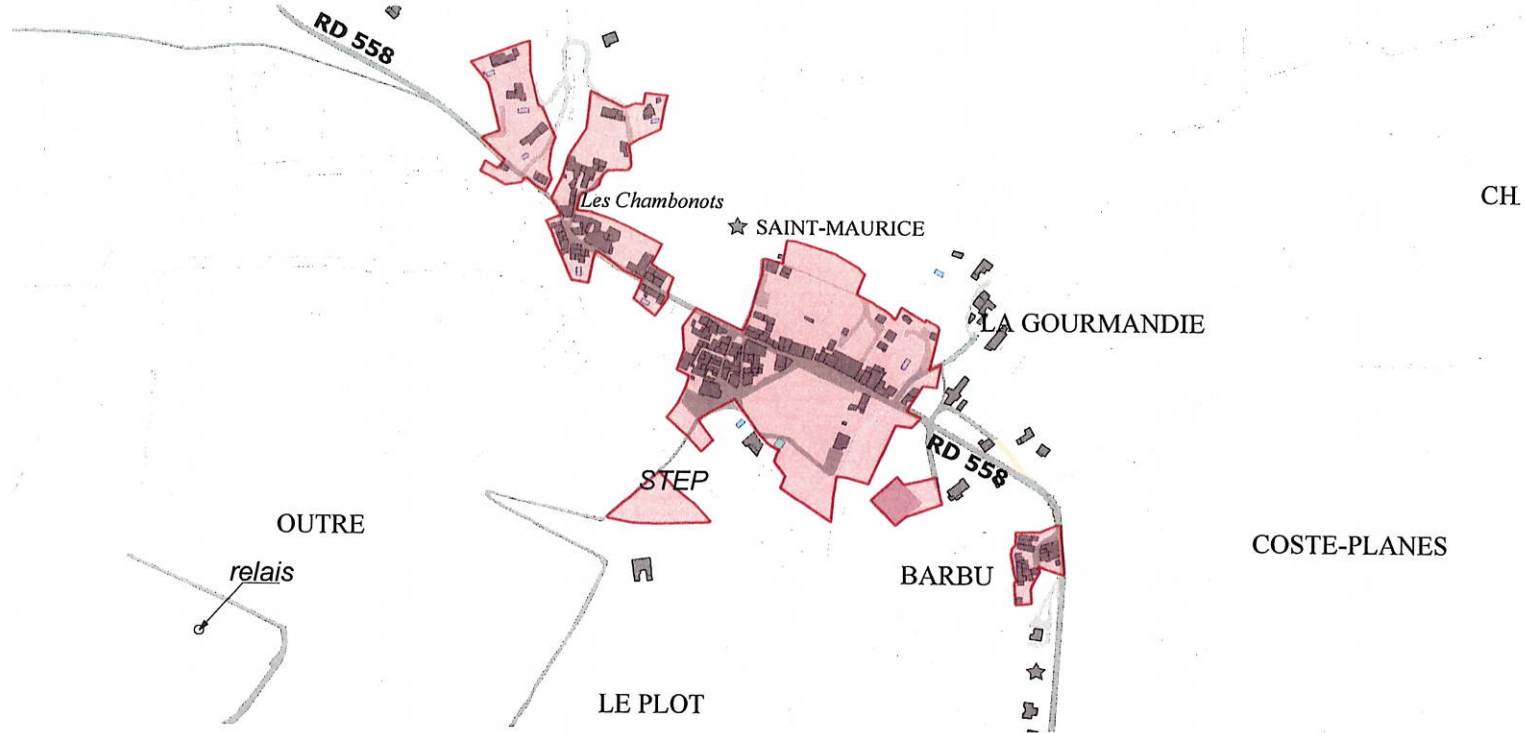 RD 558
Les Chambonots
CH
SAINT-MAURICE
LA GOURMANDIE
RD 558
STEP
OUTRE
COSTE-PLANES
relais
BARBU
LE PLOT